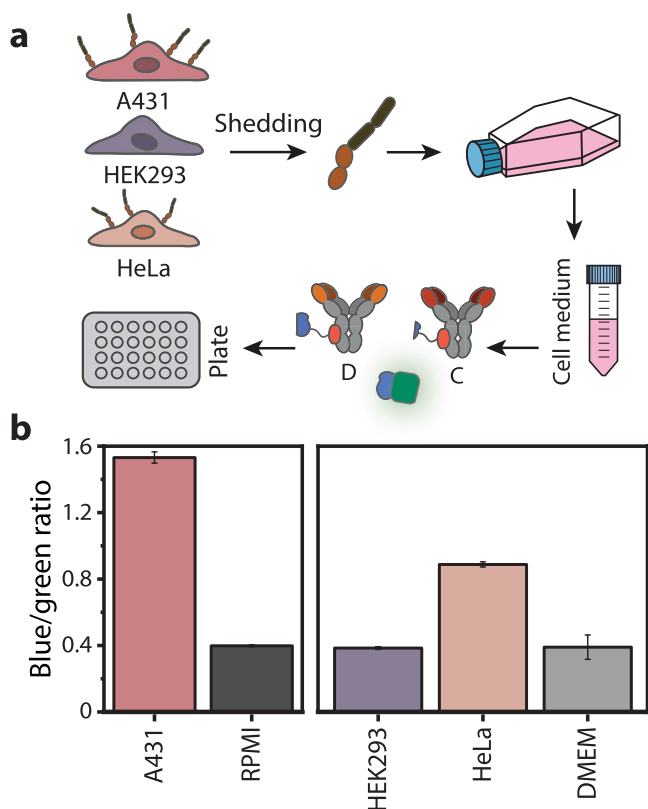 a
A431
HEK293
HeLa
Shedding
Cell medium
C
D
Plate
b
Blue/green ratio
1.6
1.2
0.8
0.4
0
A431
RPMI
HEK293
HeLa
DMEM